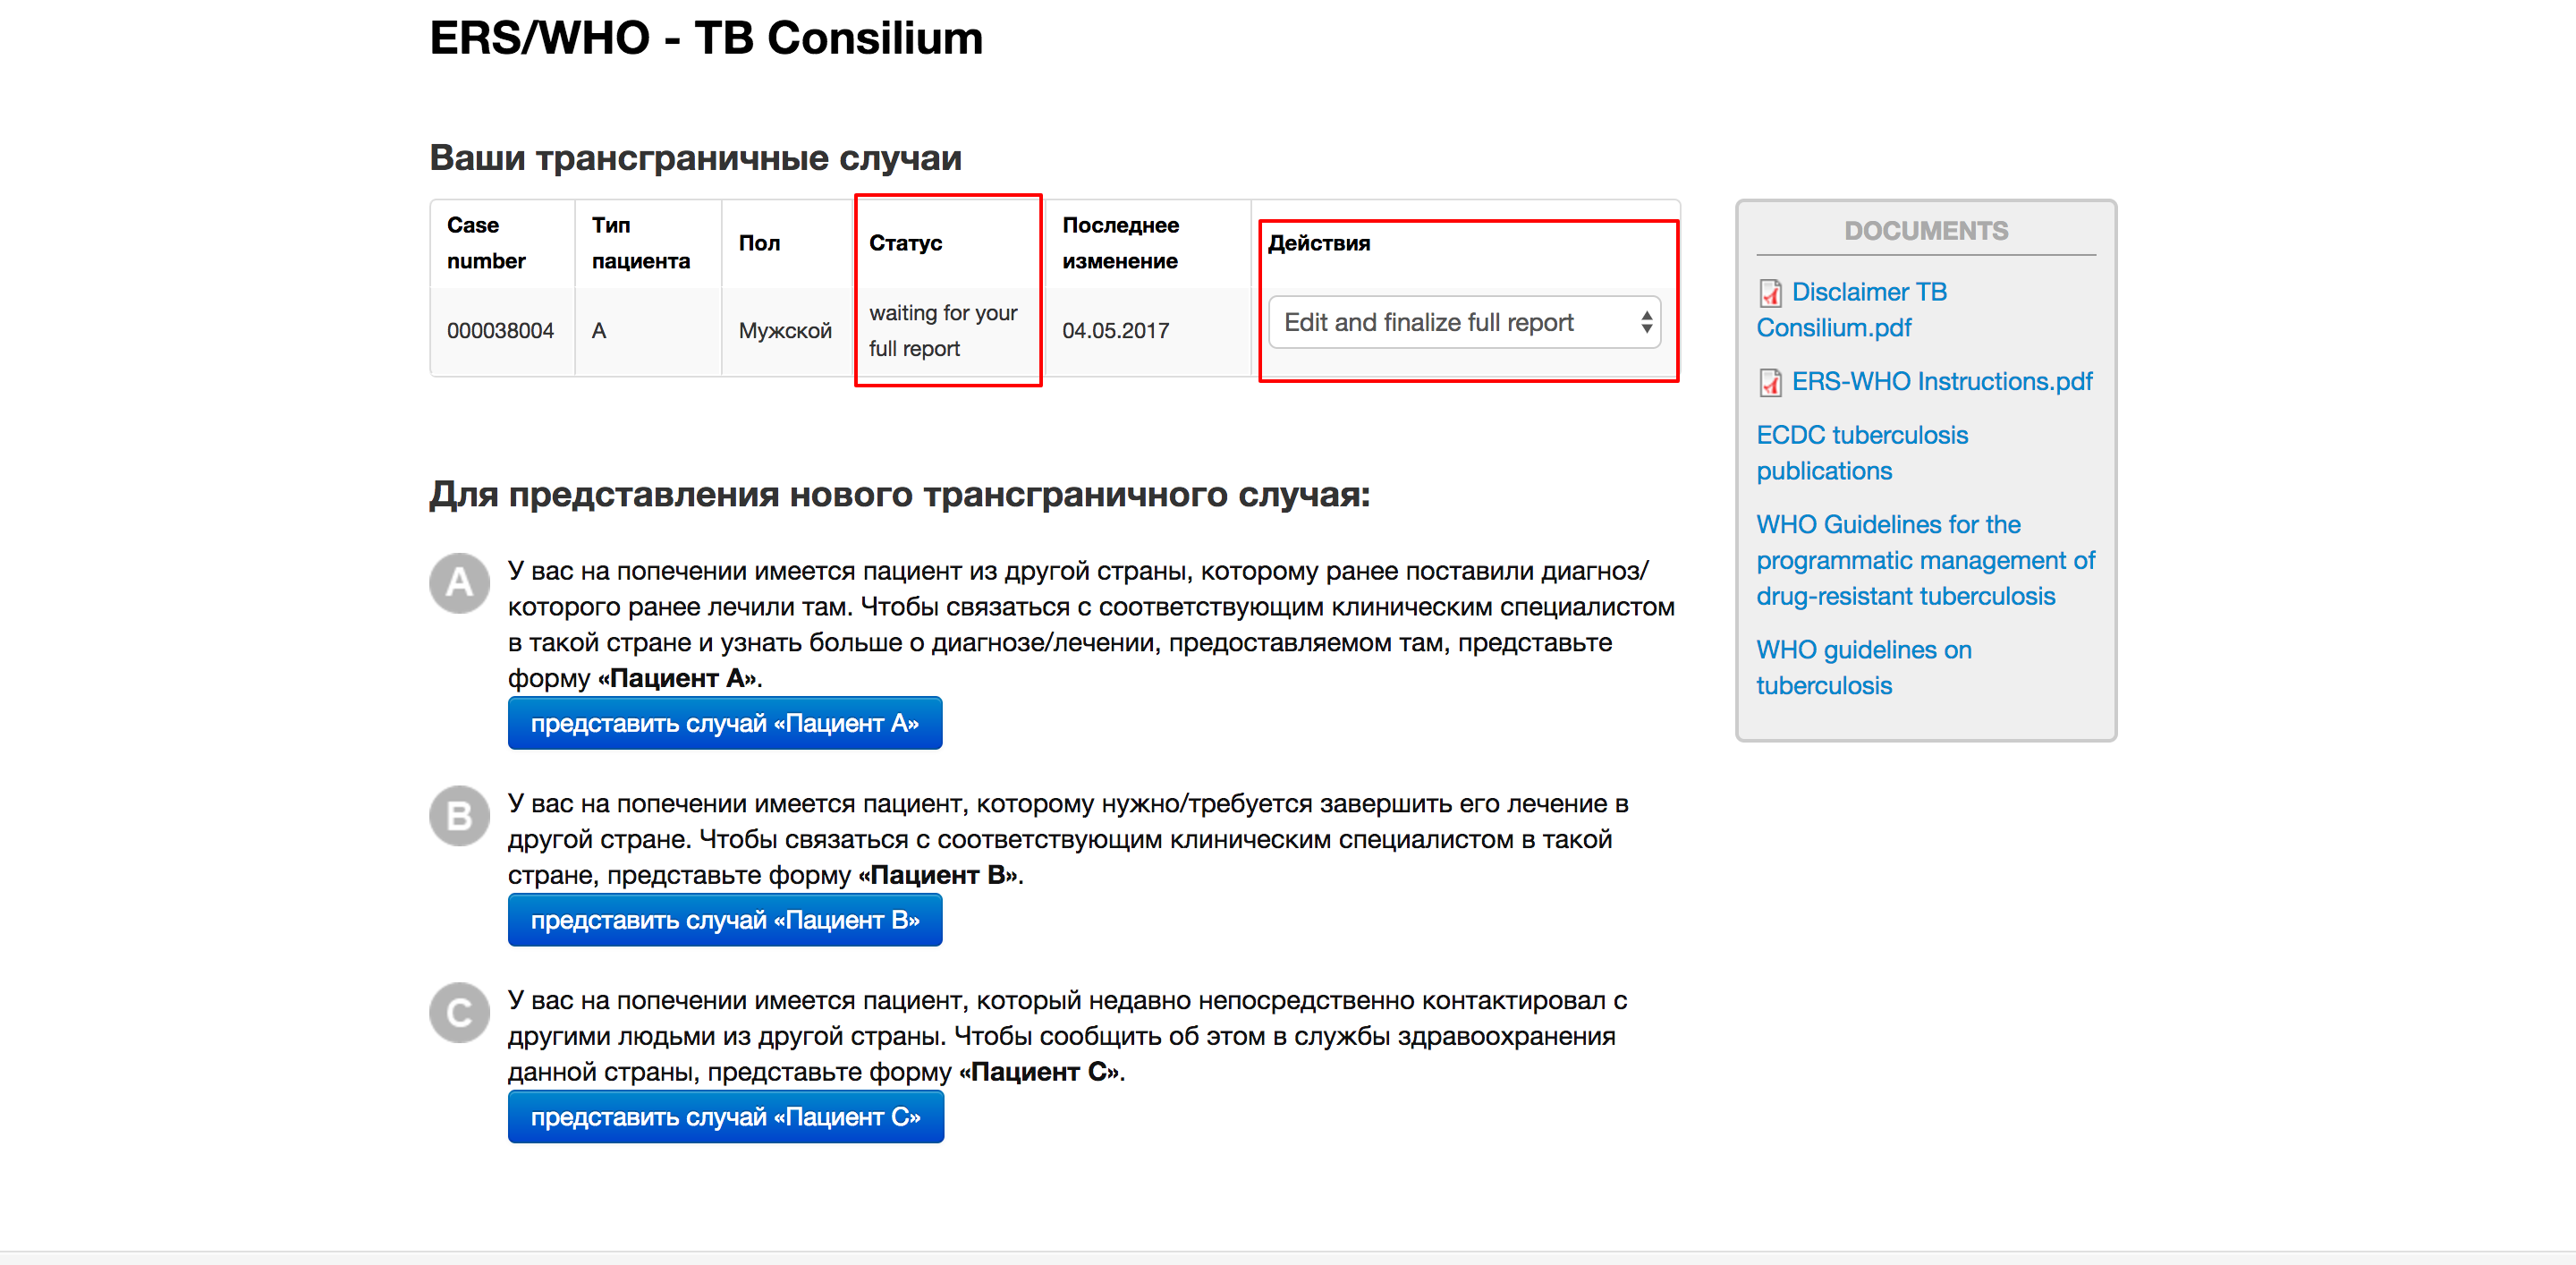 ERS/WHO - TB Consilium
Ваши трансграничные случаи
Case number
Тип пациента
Пол
Статус
Последнее изменение
Действия
000038004
A
Мужской
waiting for your full report
04.05.2017
Edit and finalize full report
Для представления нового трансграничного случая:
A
У вас на попечении имеется пациент из другой страны, которому ранее поставили диагноз/
которого ранее лечили там. Чтобы связаться с соответствующим клиническим специалистом
в такой стране и узнать больше о диагнозе/лечении, предоставляемом там, представьте
форму «Пациент A».
представить случай «Пациент A»
B
У вас на попечении имеется пациент, которому нужно/требуется завершить его лечение в
другой стране. Чтобы связаться с соответствующим клиническим специалистом в такой
стране, представьте форму «Пациент B».
представить случай «Пациент B»
C
У вас на попечении имеется пациент, который недавно непосредственно контактировал с
другими людьми из другой страны. Чтобы сообщить об этом в службы здравоохранения
данной страны, представьте форму «Пациент C».
представить случай «Пациент C»
DOCUMENTS
Disclaimer TB
Consilium.pdf
ERS-WHO Instructions.pdf
ECDC tuberculosis
publications
WHO Guidelines for the
programmatic management of
drug-resistant tuberculosis
WHO guidelines on
tuberculosis